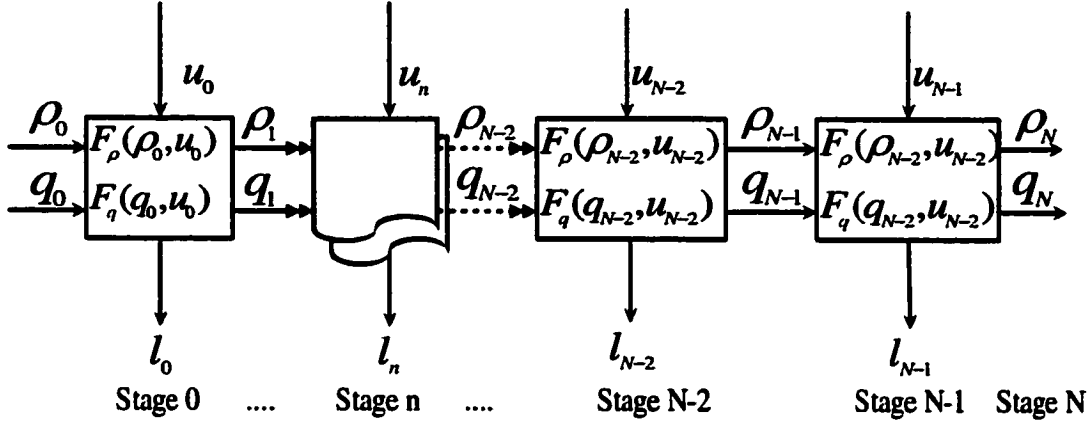 u_0 u_n u_{N-2} u_{N-1}
ρ_0 F_ρ(ρ_0,u_0) ρ_1 ρ_{N-2} F_ρ(ρ_{N-2},u_{N-2}) ρ_{N-1} F_ρ(ρ_{N-2},u_{N-2}) ρ_N
q_0 F_q(q_0,u_0) q_1 q_{N-2} F_q(q_{N-2},u_{N-2}) q_{N-1} F_q(q_{N-2},u_{N-2}) q_N
l_0 l_n l_{N-2} l_{N-1}
Stage 0 .... Stage n .... Stage N-2 Stage N-1 Stage N